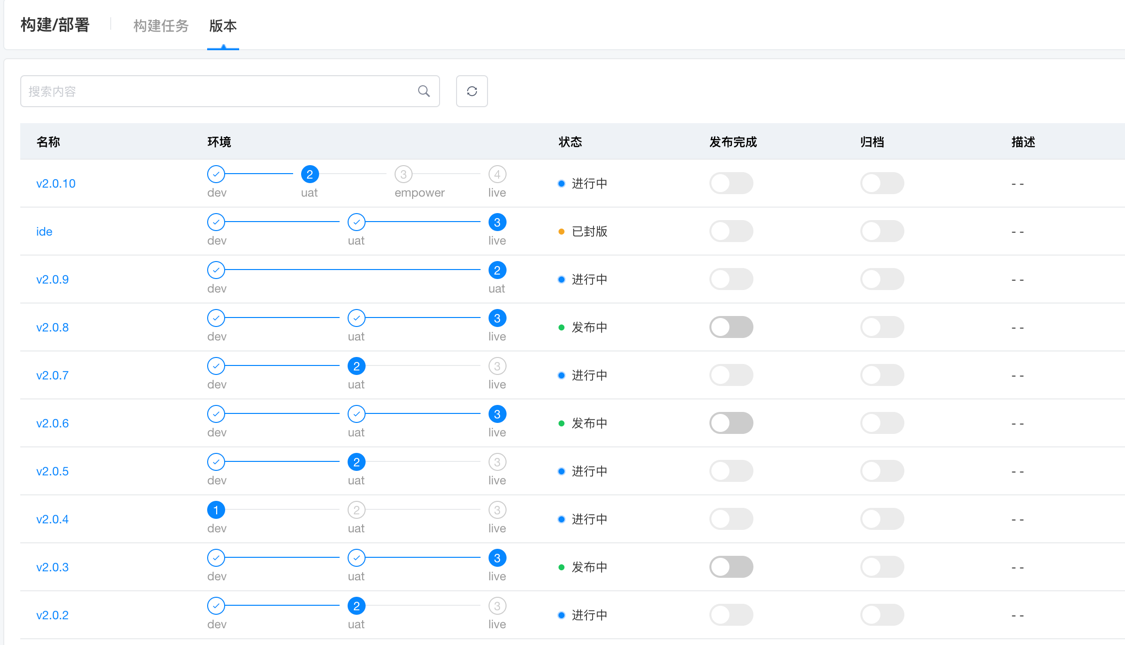 构建/部署 构建任务 版本
搜索内容
名称 环境 状态 发布完成 归档 描述
v2.0.10 2 3 4 进行中 - -
dev uat empower live
ide 3 已封版 - -
dev uat live
v2.0.9 2 进行中 - -
dev uat
v2.0.8 3 发布中 - -
dev uat live
v2.0.7 2 3 进行中 - -
dev uat live
v2.0.6 3 发布中 - -
dev uat live
v2.0.5 2 3 进行中 - -
dev uat live
v2.0.4 1 2 3 进行中 - -
dev uat live
v2.0.3 3 发布中 - -
dev uat live
v2.0.2 2 3 进行中 - -
dev uat live